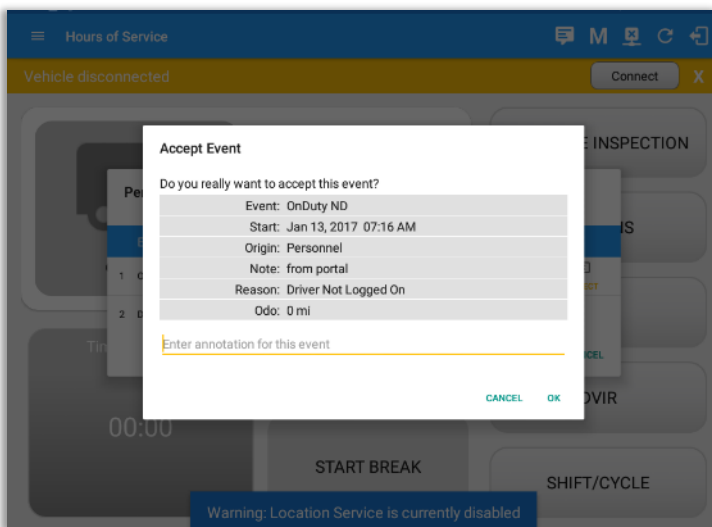 Hours of Service
M
Vehicle disconnected
Connect
X
INSPECTION
Accept Event
Do you really want to accept this event?
Event: OnDuty ND
Start: Jan 13, 2017 07:16 AM
Origin: Personnel
Note: from portal
Reason: Driver Not Logged On
Odo: 0 mi
Enter annotation for this event
CANCEL
OK
1
2
00:00
START BREAK
DVIR
SHIFT/CYCLE
Warning: Location Service is currently disabled